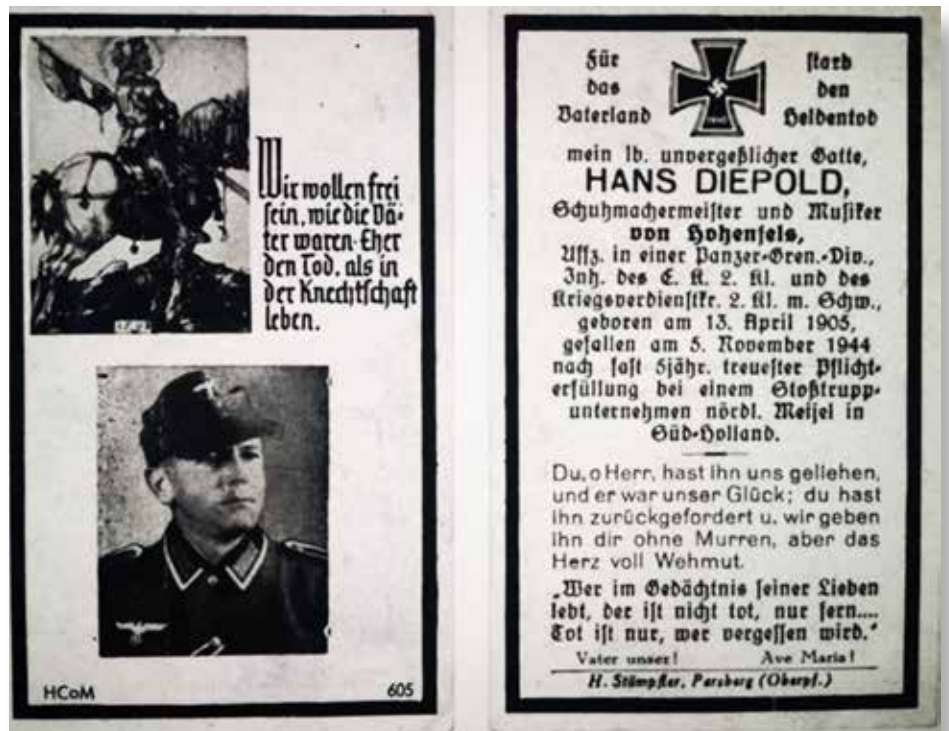 Wir wollen frei
sein, wie die Vä-
ter waren. Eher
den Tod, als in
der Knechtschaft
leben.
HCoM
605
Für
das
Vaterland
starb
den
Heldentod
mein lb. unvergeßlicher Gatte,
HANS DIEPOLD,
Schuhmachermeister und Musiker
von Hohenfels,
Uffz. in einer Panzer-Gren.-Div.,
Inh. des E. K. 2. Kl. und des
Kriegsverdienstkr. 2. Kl. m. Schw.,
geboren am 13. April 1905,
gefallen am 5. November 1944
nach fast 5jähr. treuester Pflicht-
erfüllung bei einem Stoßtrupp-
unternehmen nördl. Meijel in
Süd-Holland.
Du, o Herr, hast ihn uns geliehen,
und er war unser Glück; du hast
ihn zurückgefordert u. wir geben
ihn dir ohne Murren, aber das
Herz voll Wehmut.
„Wer im Gedächtnis seiner Lieben
lebt, der ist nicht tot, nur fern....
Tot ist nur, wer vergessen wird.“
Vater unser! Ave Maria!
H. Stümpfler, Parsberg (Oberpf.)